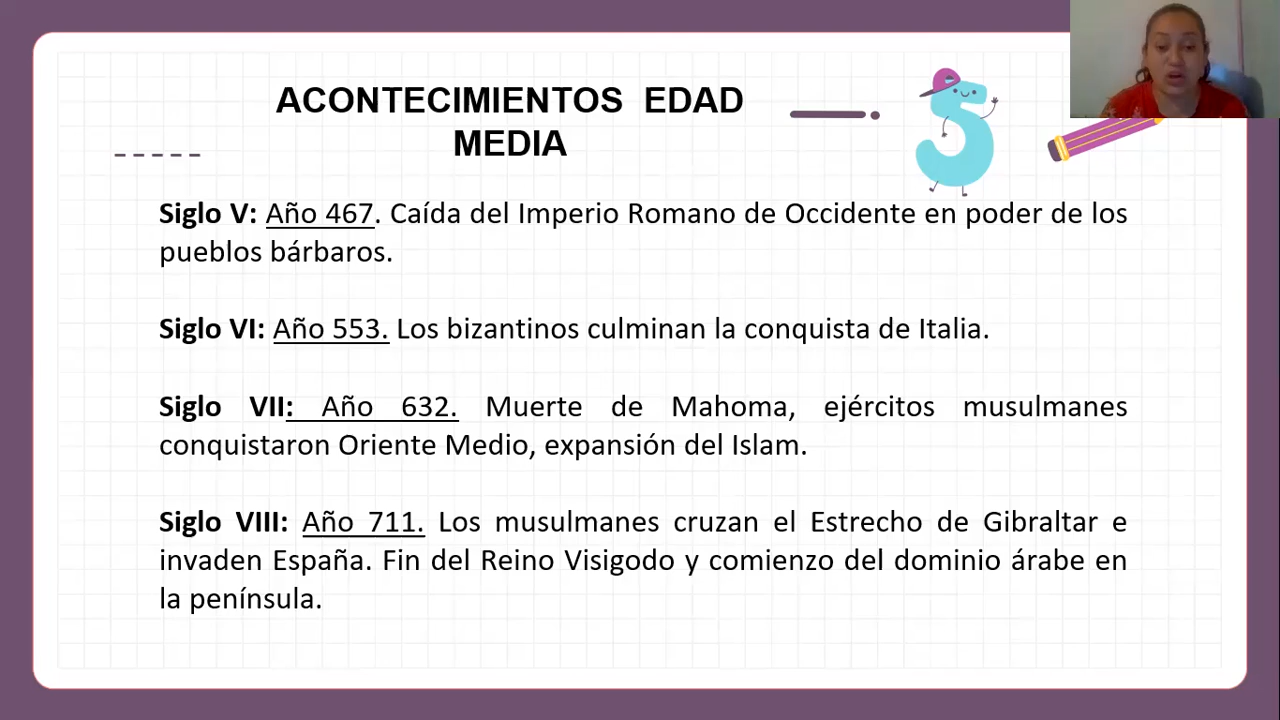 ACONTECIMIENTOS EDAD
MEDIA
Siglo V: Año 467. Caída del Imperio Romano de Occidente en poder de los
pueblos bárbaros.
Siglo VI: Año 553. Los bizantinos culminan la conquista de Italia.
Siglo VII: Año 632. Muerte de Mahoma, ejércitos musulmanes
conquistaron Oriente Medio, expansión del Islam.
Siglo VIII: Año 711. Los musulmanes cruzan el Estrecho de Gibraltar e
invaden España. Fin del Reino Visigodo y comienzo del dominio árabe en
la península.